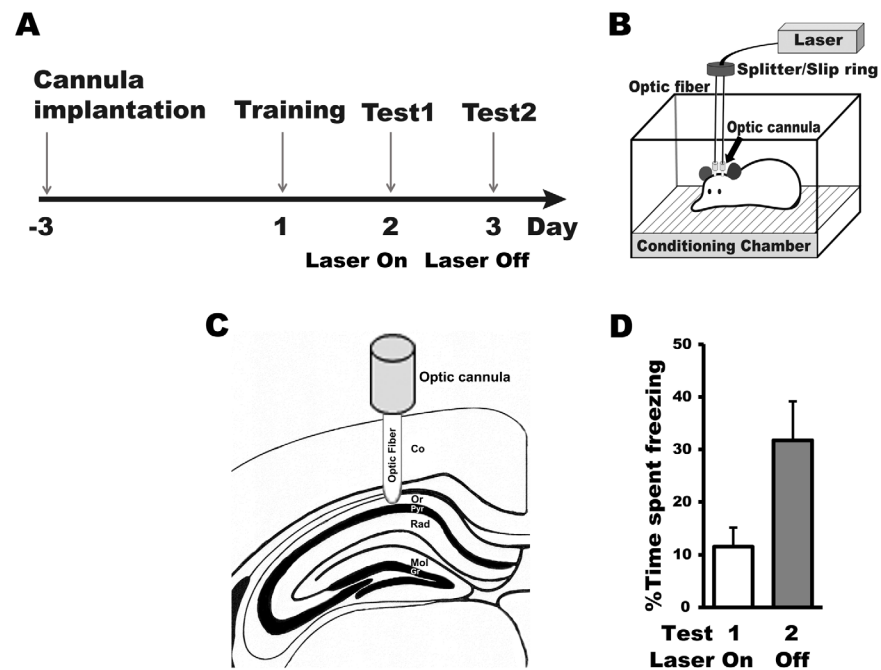 A
Cannula
implantation
Training
Test1
Test2
-3
1
2
3
Day
Laser On
Laser Off
B
Laser
Splitter/Slip ring
Optic fiber
Optic cannula
Conditioning Chamber
C
Optic cannula
Optic Fiber
Co
Or
Pyr
Rad
Mol
Gr
D
%Time spent freezing
50
40
30
20
10
0
Test 1 2
Laser On Off